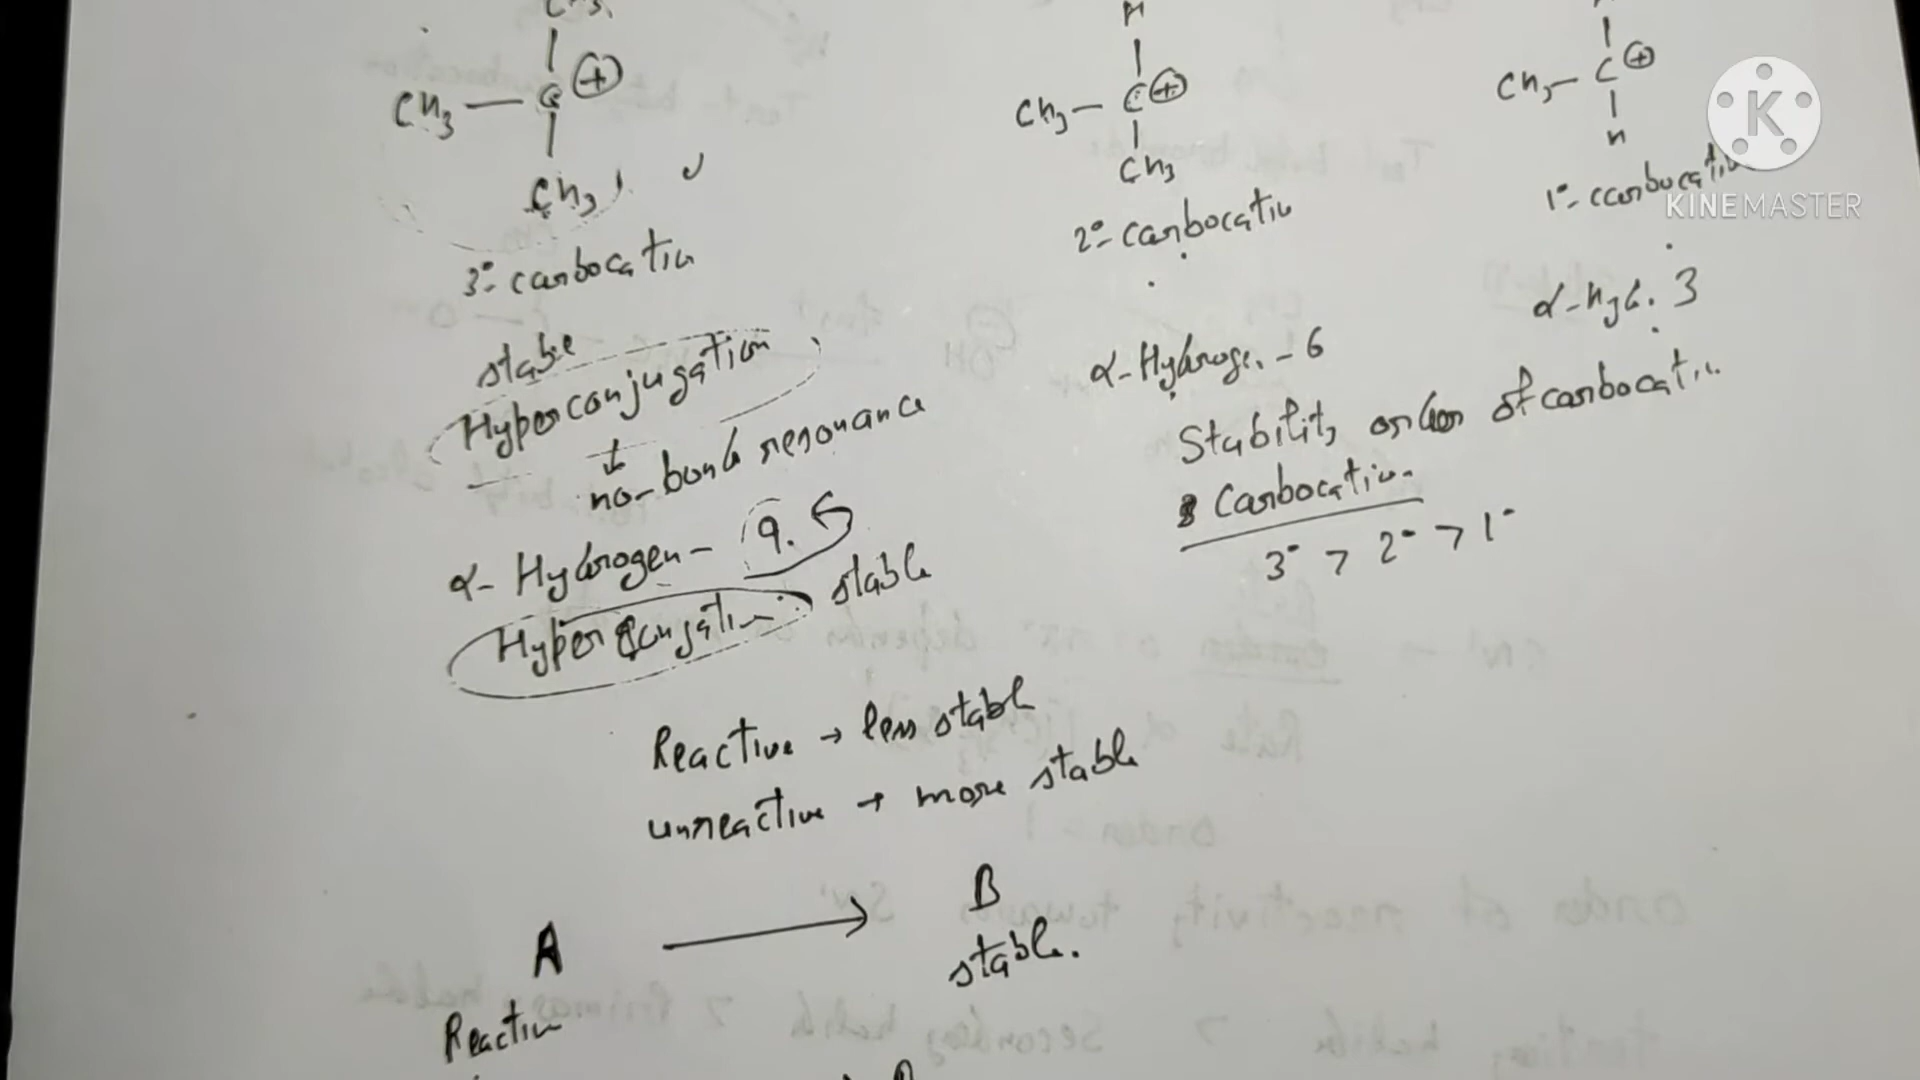 CH3 — C ⊕
CH3
3°- carbocation
stable
Hyperconjugation
no-bond resonance
α- Hydrogen - 9.
Hyperconjugation stable
H
CH3 — C ⊕
CH3
2°- carbocation
α-Hydrogen - 6
Stability order of carbocation
Carbocation
3° > 2° > 1°
CH3 — C ⊕
H
1°- carbocation
3
Reactive → less stable
unreactive → more stable
A → B
Reactive stable.
K
KINEMASTER